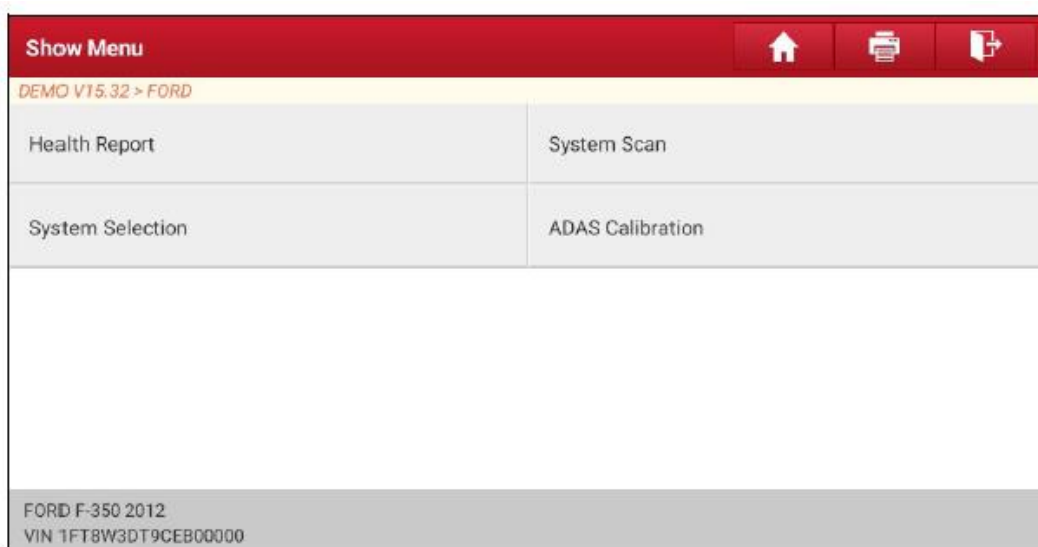 Show Menu
DEMO V15.32 > FORD
Health Report
System Scan
System Selection
ADAS Calibration
FORD F-350 2012
VIN 1FT8W3DT9CEB00000